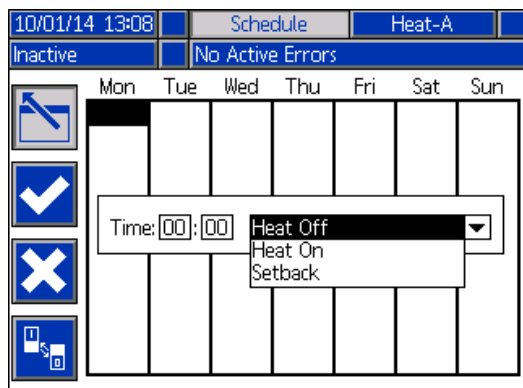 10/01/14 13:08 Schedule Heat-A
Inactive No Active Errors
Mon Tue Wed Thu Fri Sat Sun
Time: 00 : 00 Heat Off
Heat On
Setback